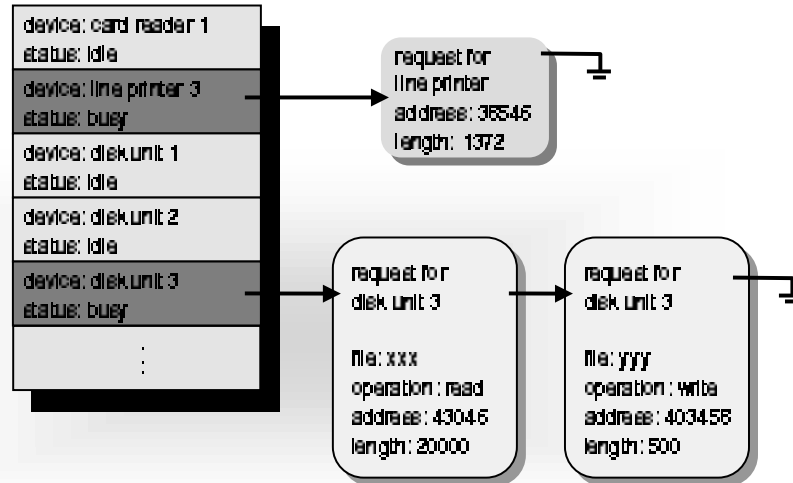 device: card reader 1
status: idle
device: line printer 3
status: busy
device: disk unit 1
status: idle
device: disk unit 2
status: idle
device: disk unit 3
status: busy
⋮
request for
line printer
address: 38546
length: 1372
request for
disk unit 3
file: xxx
operation: read
address: 43046
length: 20000
request for
disk unit 3
file: yyy
operation: write
address: 403458
length: 500